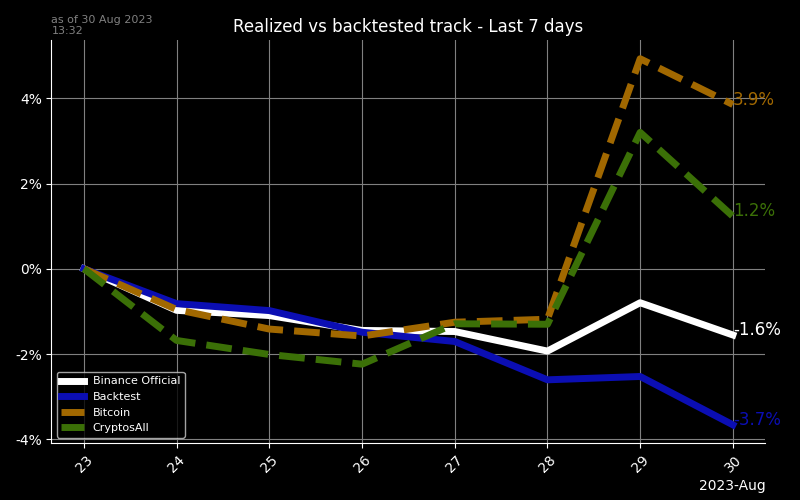 as of 30 Aug 2023
13:32
Realized vs backtested track - Last 7 days
4%
2%
0%
-2%
-4%
3.9%
1.2%
-1.6%
-3.7%
Binance Official
Backtest
Bitcoin
CryptosAll
23
24
25
26
27
28
29
30
2023-Aug